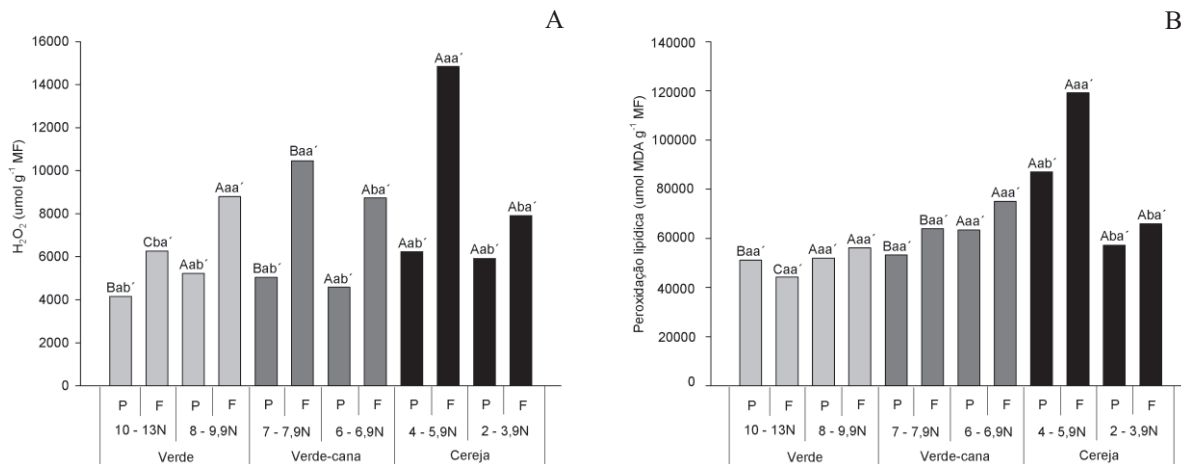 A
H₂O₂ (umol g⁻¹ MF)
16000
14000
12000
10000
8000
6000
4000
2000
0
Bab´ Cba´ Aab´ Aaa´ Bab´ Baa´ Aab´ Aba´ Aab´ Aaa´ Aab´ Aba´
P F P F P F P F P F P F
10 - 13N 8 - 9,9N 7 - 7,9N 6 - 6,9N 4 - 5,9N 2 - 3,9N
Verde Verde-cana Cereja
B
Peroxidação lipídica (umol MDA g⁻¹ MF)
140000
120000
100000
80000
60000
40000
20000
0
Baa´ Caa´ Aaa´ Aaa´ Baa´ Baa´ Aaa´ Aaa´ Aab´ Aaa´ Aba´ Aba´
P F P F P F P F P F P F
10 - 13N 8 - 9,9N 7 - 7,9N 6 - 6,9N 4 - 5,9N 2 - 3,9N
Verde Verde-cana Cereja